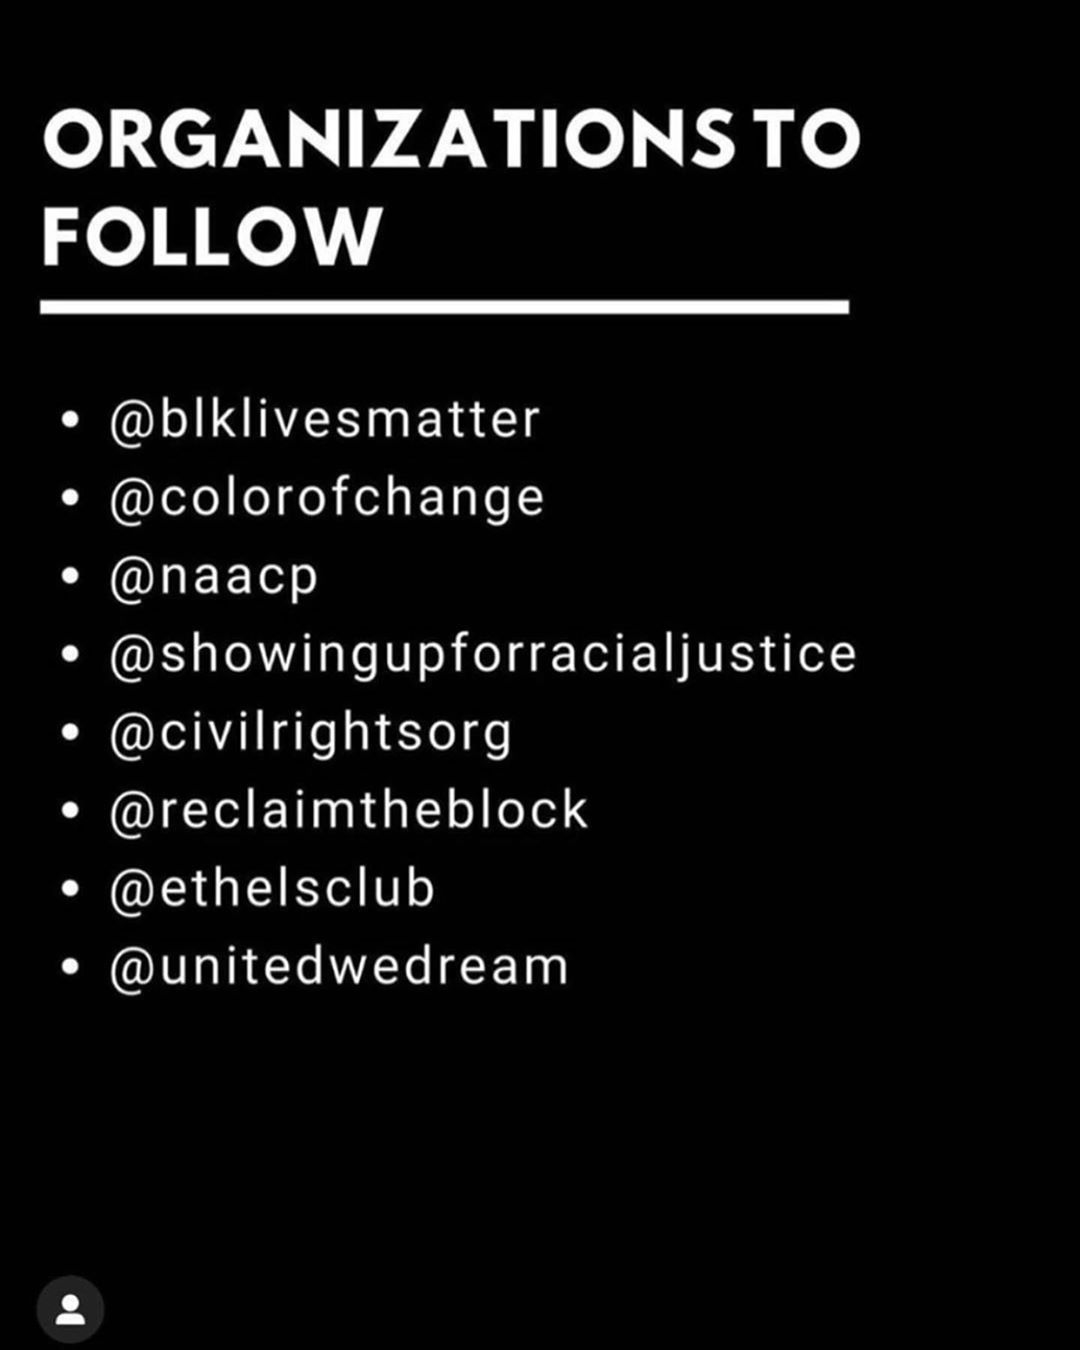 ORGANIZATIONS TO
FOLLOW
• @blklivesmatter
• @colorofchange
• @naacp
• @showingupforracialjustice
• @civilrightsorg
• @reclaimtheblock
• @ethelsclub
• @unitedwedream